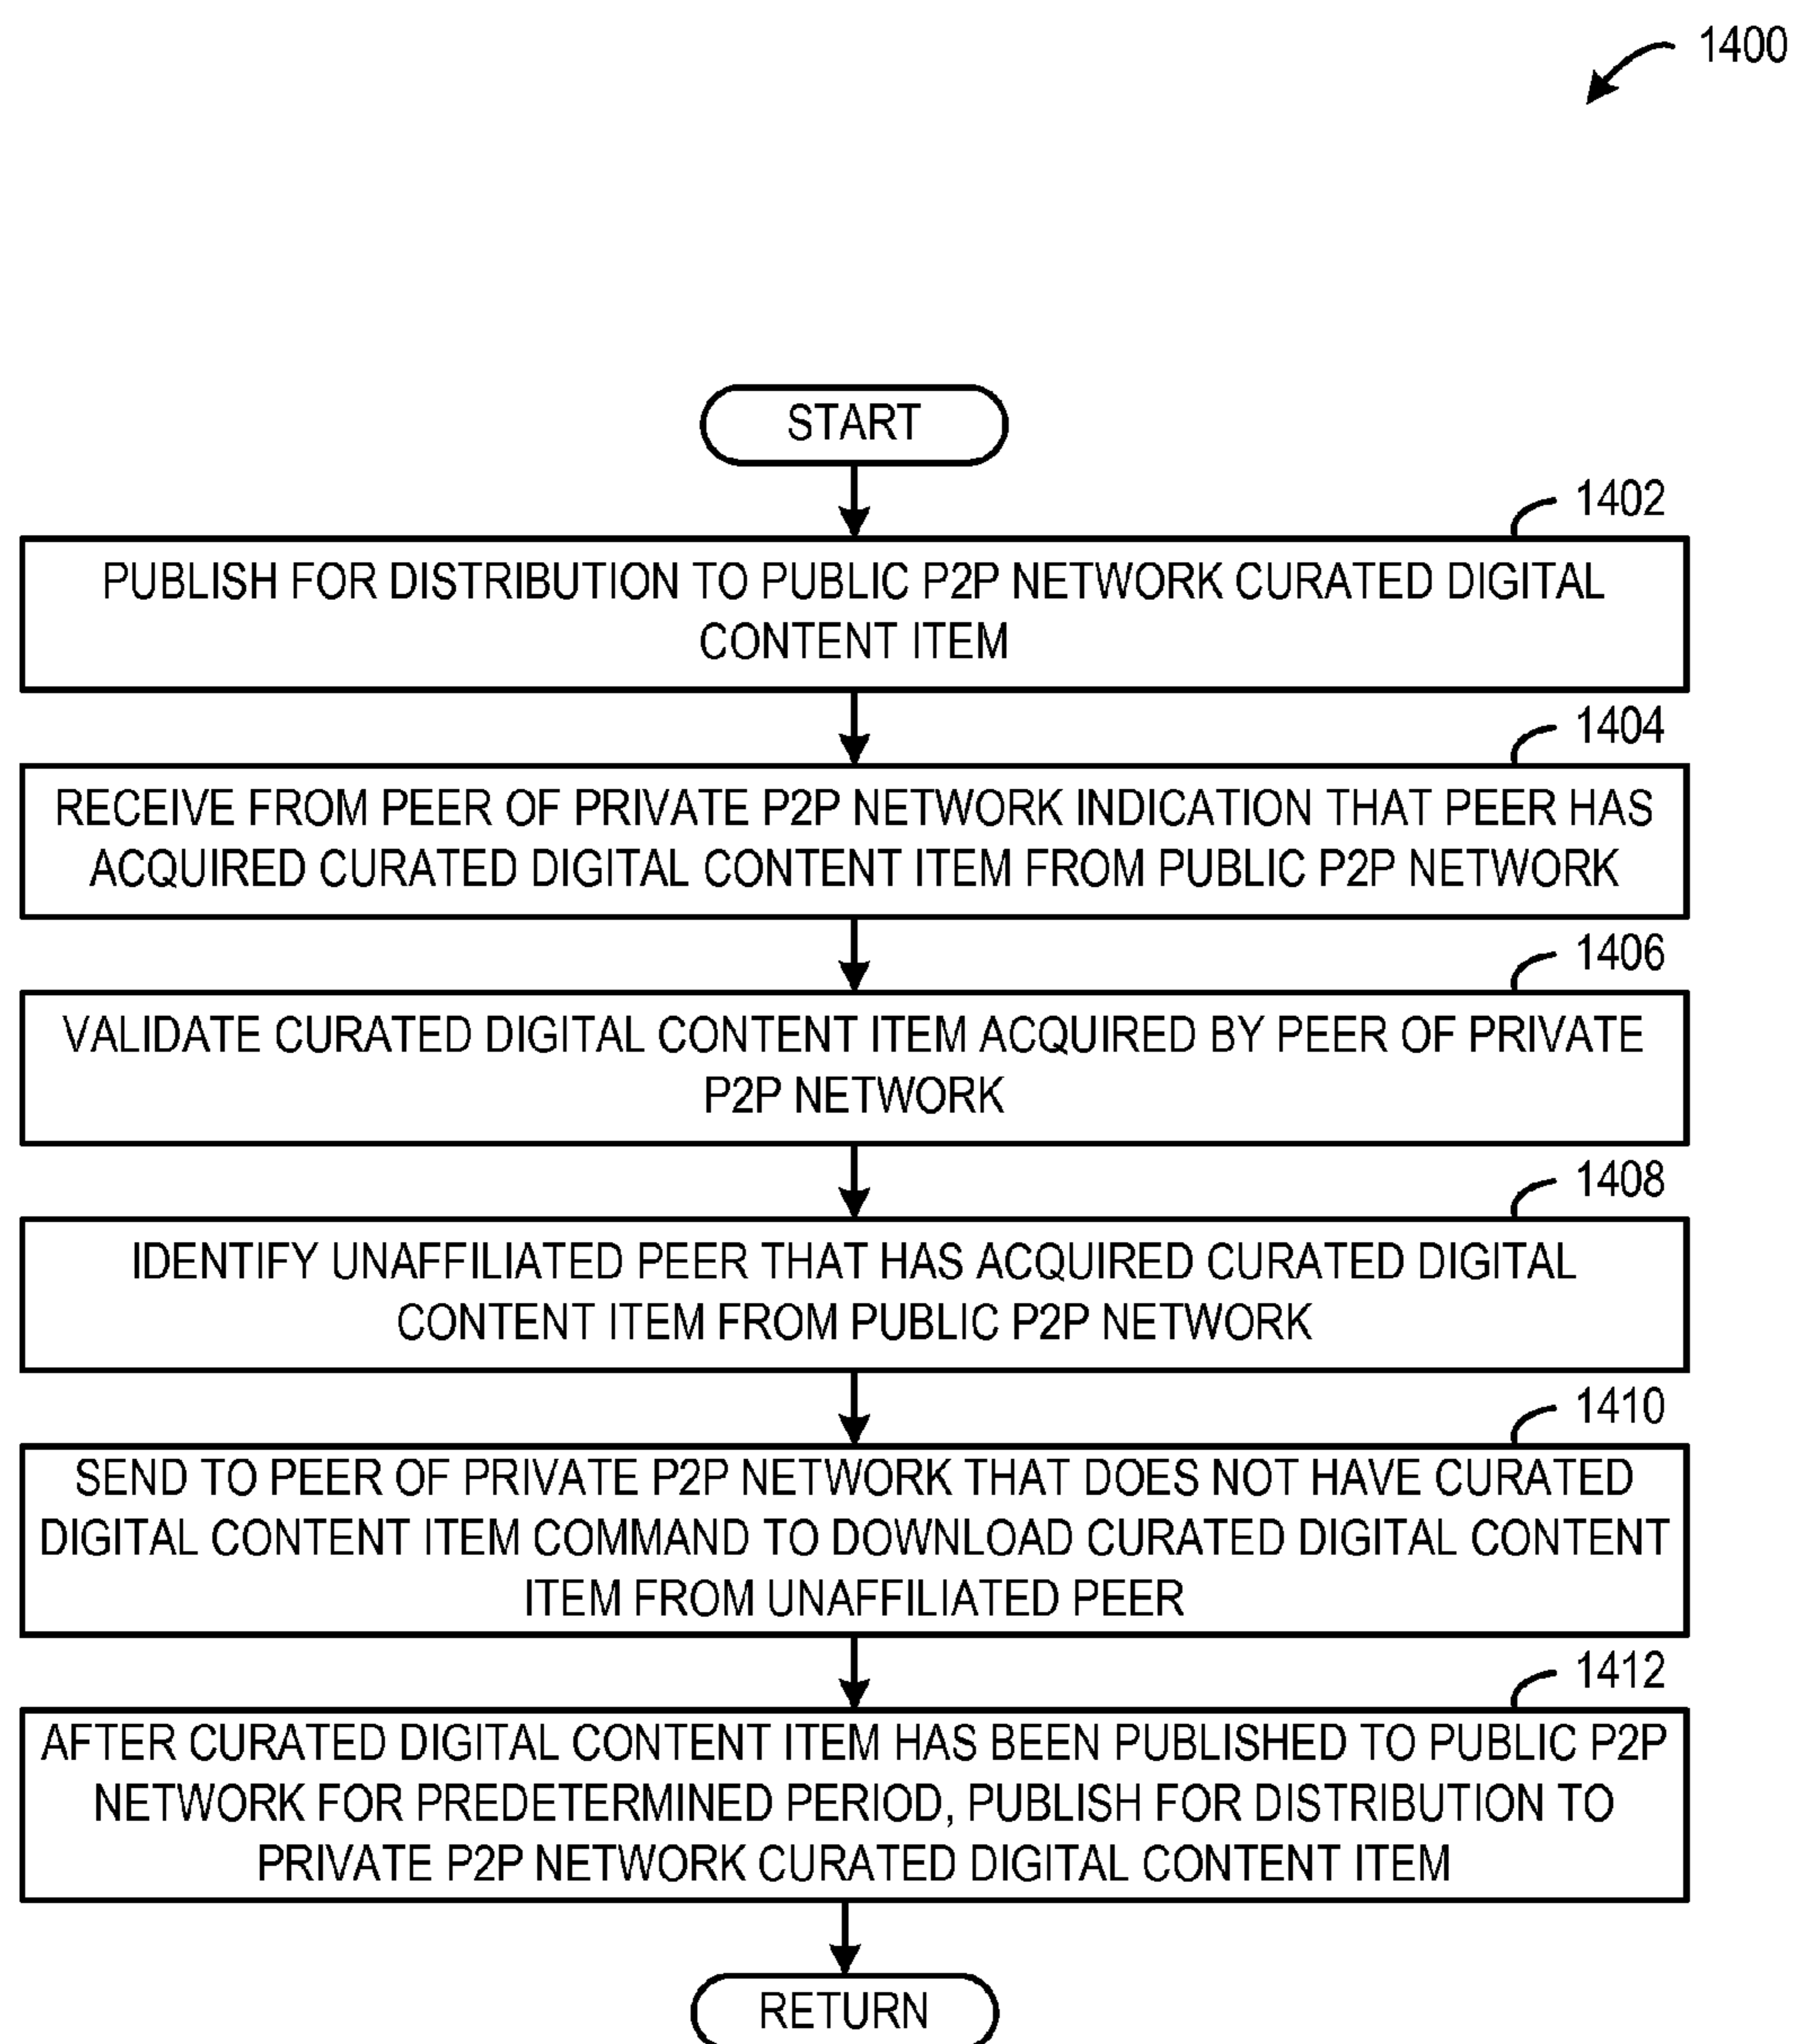 1400
START
1402
PUBLISH FOR DISTRIBUTION TO PUBLIC P2P NETWORK CURATED DIGITAL
CONTENT ITEM
1404
RECEIVE FROM PEER OF PRIVATE P2P NETWORK INDICATION THAT PEER HAS
ACQUIRED CURATED DIGITAL CONTENT ITEM FROM PUBLIC P2P NETWORK
1406
VALIDATE CURATED DIGITAL CONTENT ITEM ACQUIRED BY PEER OF PRIVATE
P2P NETWORK
1408
IDENTIFY UNAFFILIATED PEER THAT HAS ACQUIRED CURATED DIGITAL
CONTENT ITEM FROM PUBLIC P2P NETWORK
1410
SEND TO PEER OF PRIVATE P2P NETWORK THAT DOES NOT HAVE CURATED
DIGITAL CONTENT ITEM COMMAND TO DOWNLOAD CURATED DIGITAL CONTENT
ITEM FROM UNAFFILIATED PEER
1412
AFTER CURATED DIGITAL CONTENT ITEM HAS BEEN PUBLISHED TO PUBLIC P2P
NETWORK FOR PREDETERMINED PERIOD, PUBLISH FOR DISTRIBUTION TO
PRIVATE P2P NETWORK CURATED DIGITAL CONTENT ITEM
RETURN